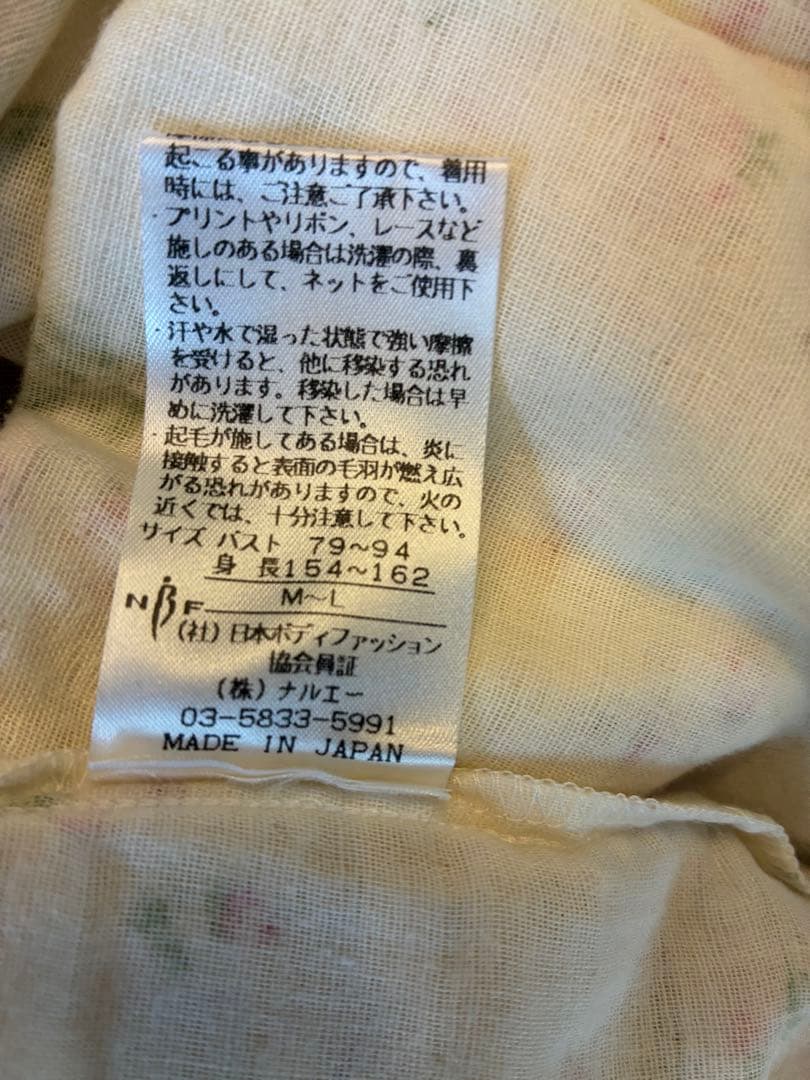 起こる事がありますので、着用
時には、ご注意ご了承下さい。
・プリントやリボン、レースなど
施しのある場合は洗濯の際、裏
返しにして、ネットをご使用下
さい。
・汗や水で湿った状態で強い摩擦
を受けると、他に移染する恐れ
があります。移染した場合は早
めに洗濯して下さい。
・起毛が施してある場合は、炎に
接触すると表面の毛羽が燃え広
がる恐れがありますので、火の
近くでは、十分注意して下さい。
サイズ バスト 79〜94
身 長154〜162
M〜L
NBF
(社)日本ボディファッション
協会員証
(株)ナルエー
03-5833-5991
MADE IN JAPAN